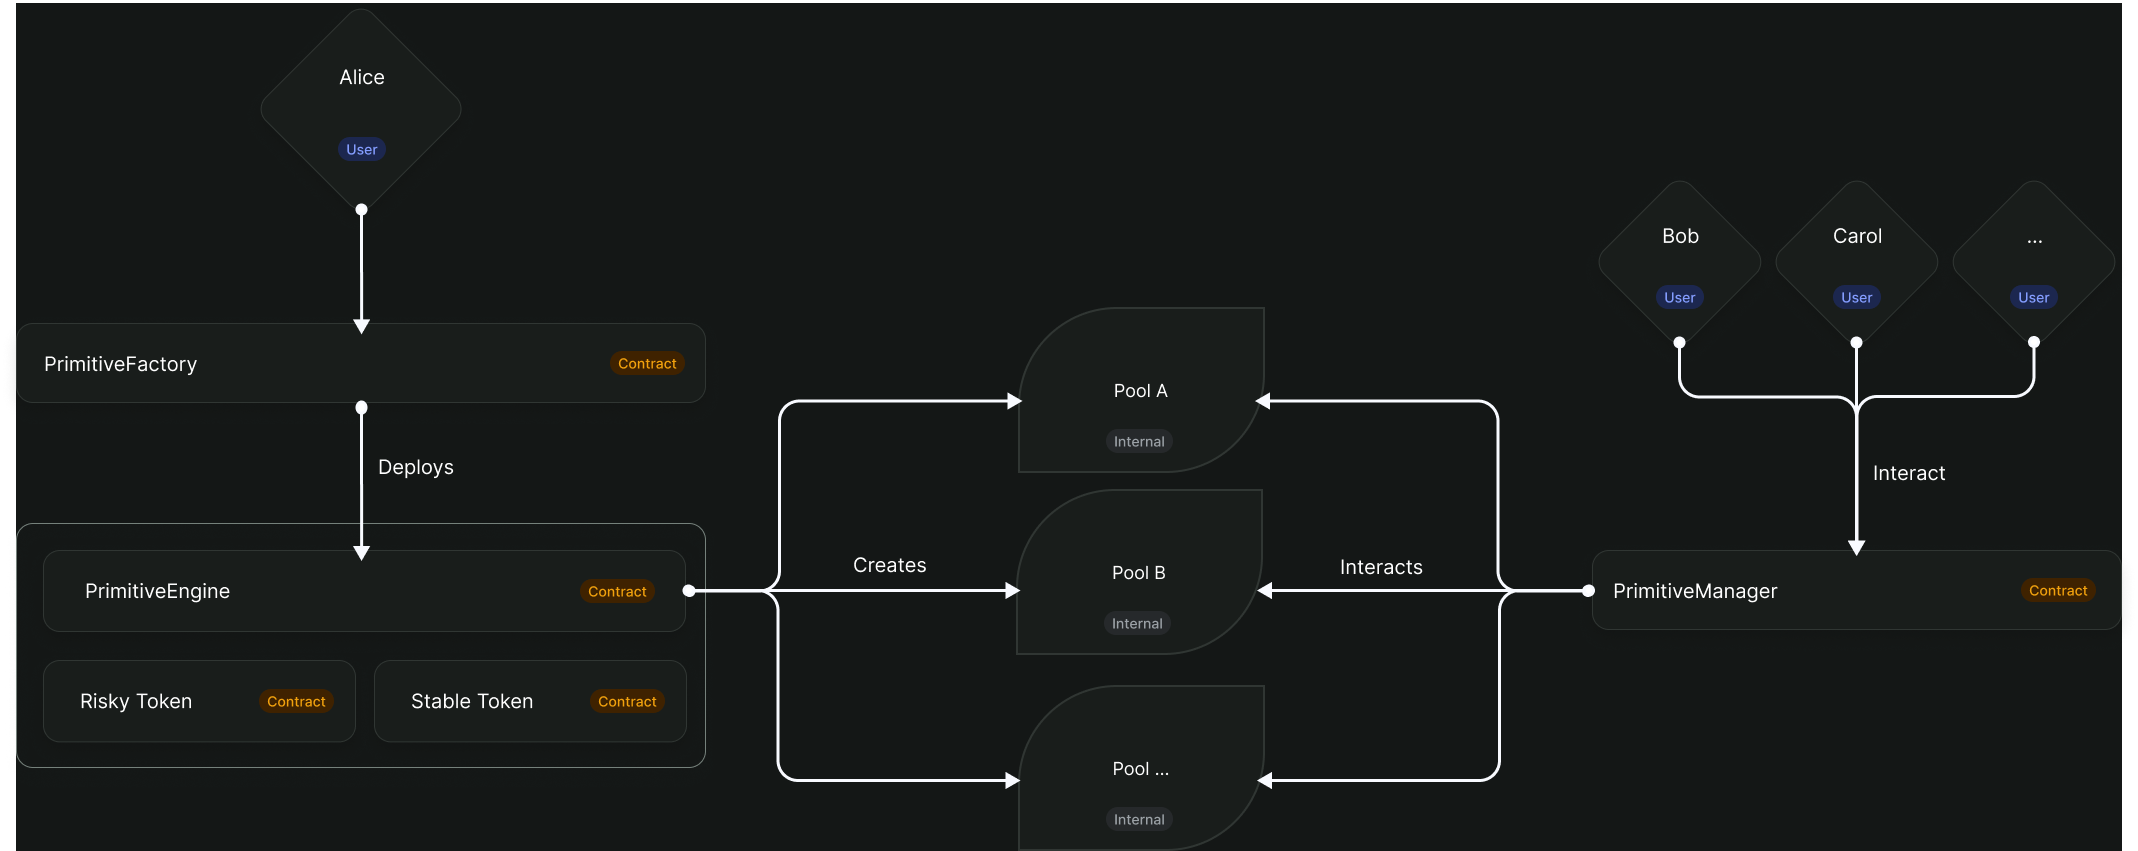 Alice
User
PrimitiveFactory
Contract
Deploys
PrimitiveEngine
Contract
Risky Token
Contract
Stable Token
Contract
Creates
Pool A
Internal
Pool B
Internal
Pool ...
Internal
Interacts
Bob
User
Carol
User
...
User
Interact
PrimitiveManager
Contract